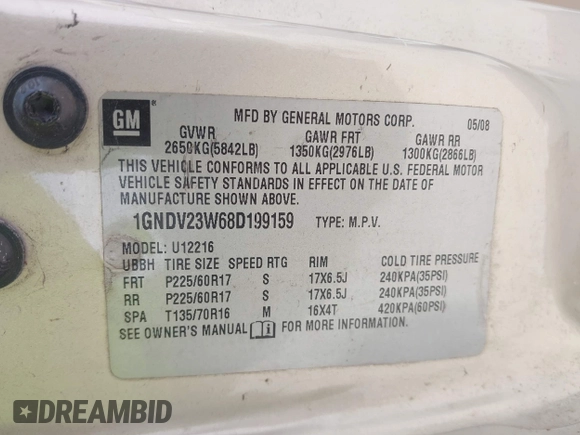 GM
®
MFD BY GENERAL MOTORS CORP. 05/08
GVWR GAWR FRT GAWR RR
2650KG(5842LB) 1350KG(2976LB) 1300KG(2866LB)
THIS VEHICLE CONFORMS TO ALL APPLICABLE U.S. FEDERAL MOTOR
VEHICLE SAFETY STANDARDS IN EFFECT ON THE DATE OF
MANUFACTURE SHOWN ABOVE.
1GNDV23W68D199159 TYPE: M.P.V.
MODEL: U12216
UBBH TIRE SIZE SPEED RTG RIM COLD TIRE PRESSURE
FRT P225/60R17 S 17X6.5J 240KPA(35PSI)
RR P225/60R17 S 17X6.5J 240KPA(35PSI)
SPA T135/70R16 M 16X4T 420KPA(60PSI)
SEE OWNER'S MANUAL FOR MORE INFORMATION.
DREAMBID